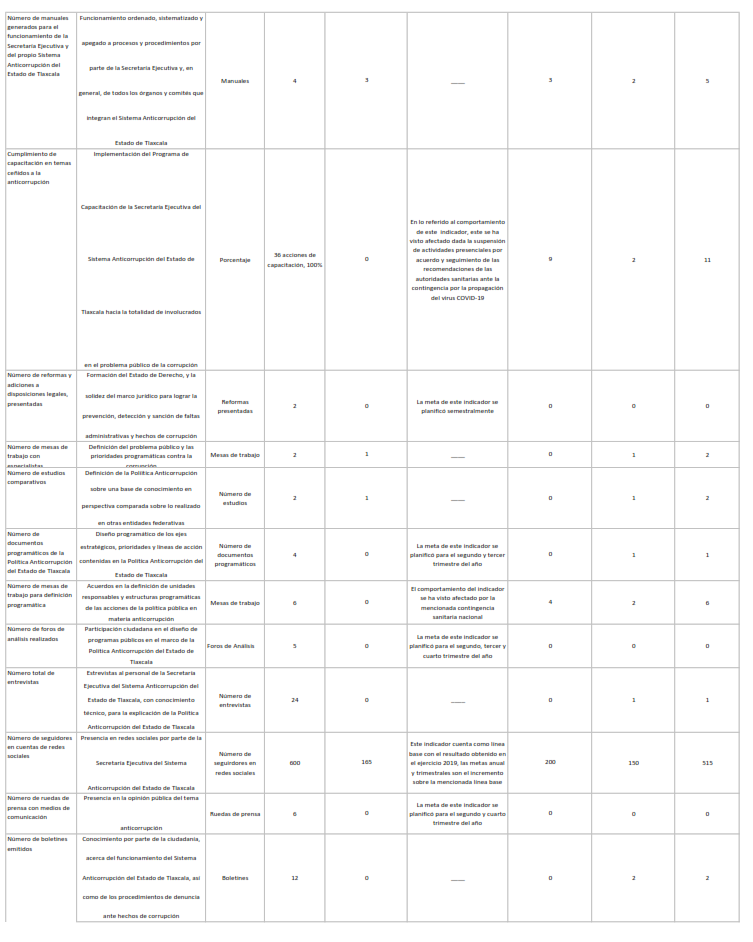 Número de manuales
generados para el
funcionamiento de la
Secretaría Ejecutiva y
del propio Sistema
Anticorrupción del
Estado de Tlaxcala
Funcionamiento ordenado, sistematizado y
apegado a procesos y procedimientos por
parte de la Secretaría Ejecutiva y, en
general, de todos los órganos y comités que
integran el Sistema Anticorrupción del
Estado de Tlaxcala
Manuales
4
3
____
3
2
5
Cumplimiento de
capacitación en temas
ceñidos a la
anticorrupción
Implementación del Programa de
Capacitación de la Secretaría Ejecutiva del
Sistema Anticorrupción del Estado de
Tlaxcala hacia la totalidad de involucrados
en el problema público de la corrupción
Porcentaje
36 acciones de
capacitación, 100%
0
En lo referido al comportamiento
de este indicador, este se ha
visto afectado dada la suspensión
de actividades presenciales por
acuerdo y seguimiento de las
recomendaciones de las
autoridades sanitarias ante la
contingencia por la propagación
del virus COVID-19
9
2
11
Número de reformas y
adiciones a
disposiciones legales,
presentadas
Formación del Estado de Derecho, y la
solidez del marco jurídico para lograr la
prevención, detección y sanción de faltas
administrativas y hechos de corrupción
Reformas
presentadas
2
0
La meta de este indicador se
planificó semestralmente
0
0
0
Número de mesas de
trabajo con
especialistas
Definición del problema público y las
prioridades programáticas contra la
corrupción
Mesas de trabajo
2
1
____
0
1
2
Número de estudios
comparativos
Definición de la Política Anticorrupción
sobre una base de conocimiento en
perspectiva comparada sobre lo realizado
en otras entidades federativas
Número de
estudios
2
1
____
0
1
2
Número de
documentos
programáticos de la
Política Anticorrupción
del Estado de Tlaxcala
Diseño programático de los ejes
estratégicos, prioridades y líneas de acción
contenidas en la Política Anticorrupción del
Estado de Tlaxcala
Número de
documentos
programáticos
4
0
La meta de este indicador se
planificó para el segundo y tercer
trimestre del año
0
1
1
Número de mesas de
trabajo para definición
programática
Acuerdos en la definición de unidades
responsables y estructuras programáticas
de las acciones de la política pública en
materia anticorrupción
Mesas de trabajo
6
0
El comportamiento del indicador
se ha visto afectado por la
mencionada contingencia
sanitaria nacional
4
2
6
Número de foros de
análisis realizados
Participación ciudadana en el diseño de
programas públicos en el marco de la
Política Anticorrupción del Estado de
Tlaxcala
Foros de Análisis
5
0
La meta de este indicador se
planificó para el segundo, tercer y
cuarto trimestre del año
0
0
0
Número total de
entrevistas
Estrevistas al personal de la Secretaría
Ejecutiva del Sistema Anticorrupción del
Estado de Tlaxcala, con conocimiento
técnico, para la explicación de la Política
Anticorrupción del Estado de Tlaxcala
Número de
entrevistas
24
0
____
0
1
1
Número de seguidores
en cuentas de redes
sociales
Presencia en redes sociales por parte de la
Secretaría Ejecutiva del Sistema
Anticorrupción del Estado de Tlaxcala
Número de
seguirdores en
redes sociales
600
165
Este indicador cuenta como línea
base con el resultado obtenido en
el ejercicio 2019, las metas anual
y trimestrales son el incremento
sobre la mencionada línea base
200
150
515
Número de ruedas de
prensa con medios de
comunicación
Presencia en la opinión pública del tema
anticorrupción
Ruedas de prensa
6
0
La meta de este indicador se
planificó para el segundo y cuarto
trimestre del año
0
0
0
Número de boletines
emitidos
Conocimiento por parte de la ciudadanía,
acerca del funcionamiento del Sistema
Anticorrupción del Estado de Tlaxcala, así
como de los procedimientos de denuncia
ante hechos de corrupción
Boletines
12
0
____
0
2
2